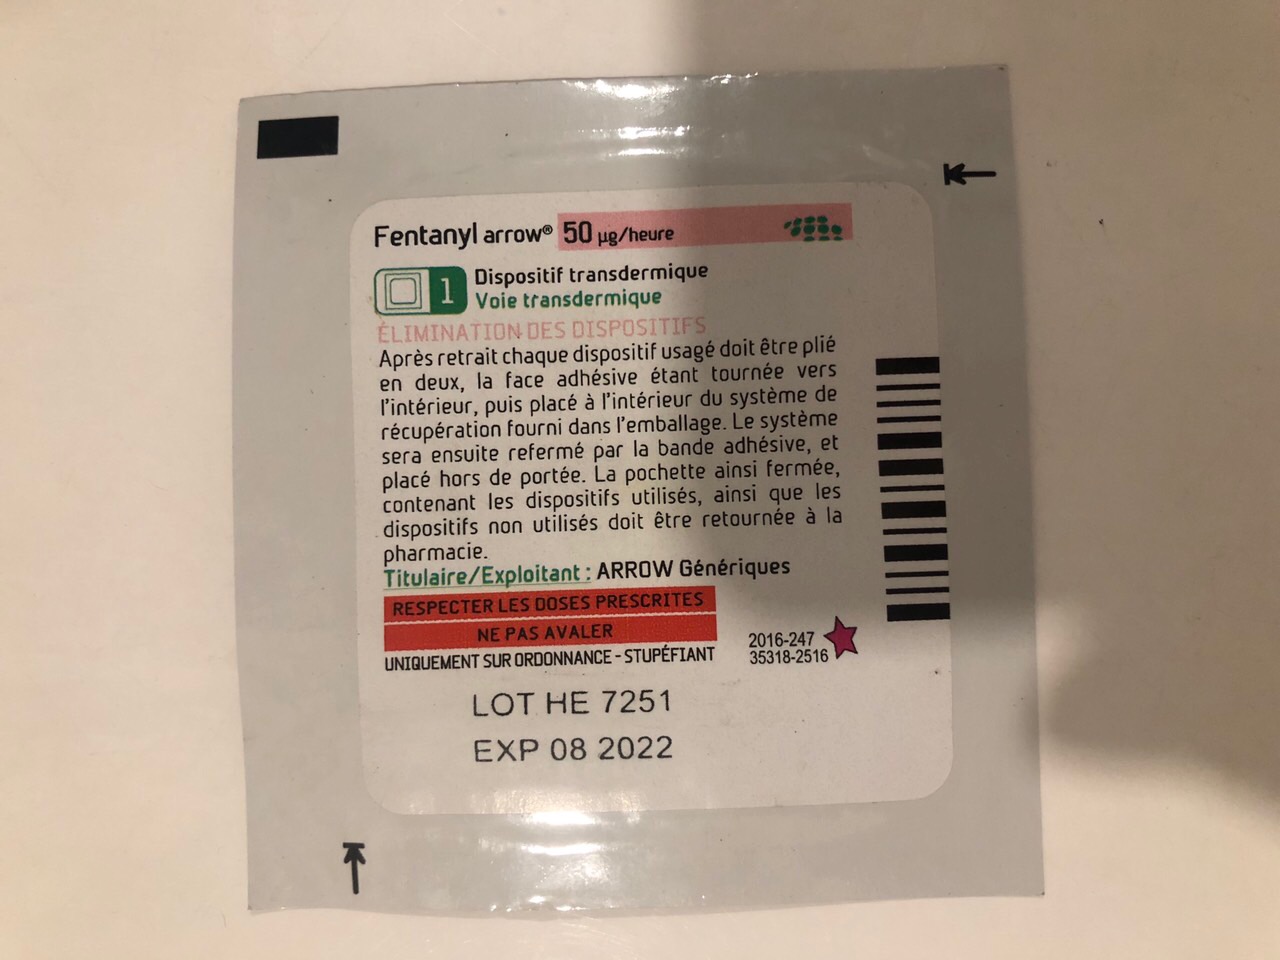 Fentanyl arrow® 50 µg/heure
1
Dispositif transdermique
Voie transdermique
ÉLIMINATION DES DISPOSITIFS
Après retrait chaque dispositif usagé doit être plié
en deux, la face adhésive étant tournée vers
l'intérieur, puis placé à l'intérieur du système de
récupération fourni dans l'emballage. Le système
sera ensuite refermé par la bande adhésive, et
placé hors de portée. La pochette ainsi fermée,
contenant les dispositifs utilisés, ainsi que les
dispositifs non utilisés doit être retournée à la
pharmacie.
Titulaire/Exploitant : ARROW Génériques
RESPECTER LES DOSES PRESCRITES
NE PAS AVALER
UNIQUEMENT SUR ORDONNANCE - STUPÉFIANT
2016-247
35318-2516
LOT HE 7251
EXP 08 2022